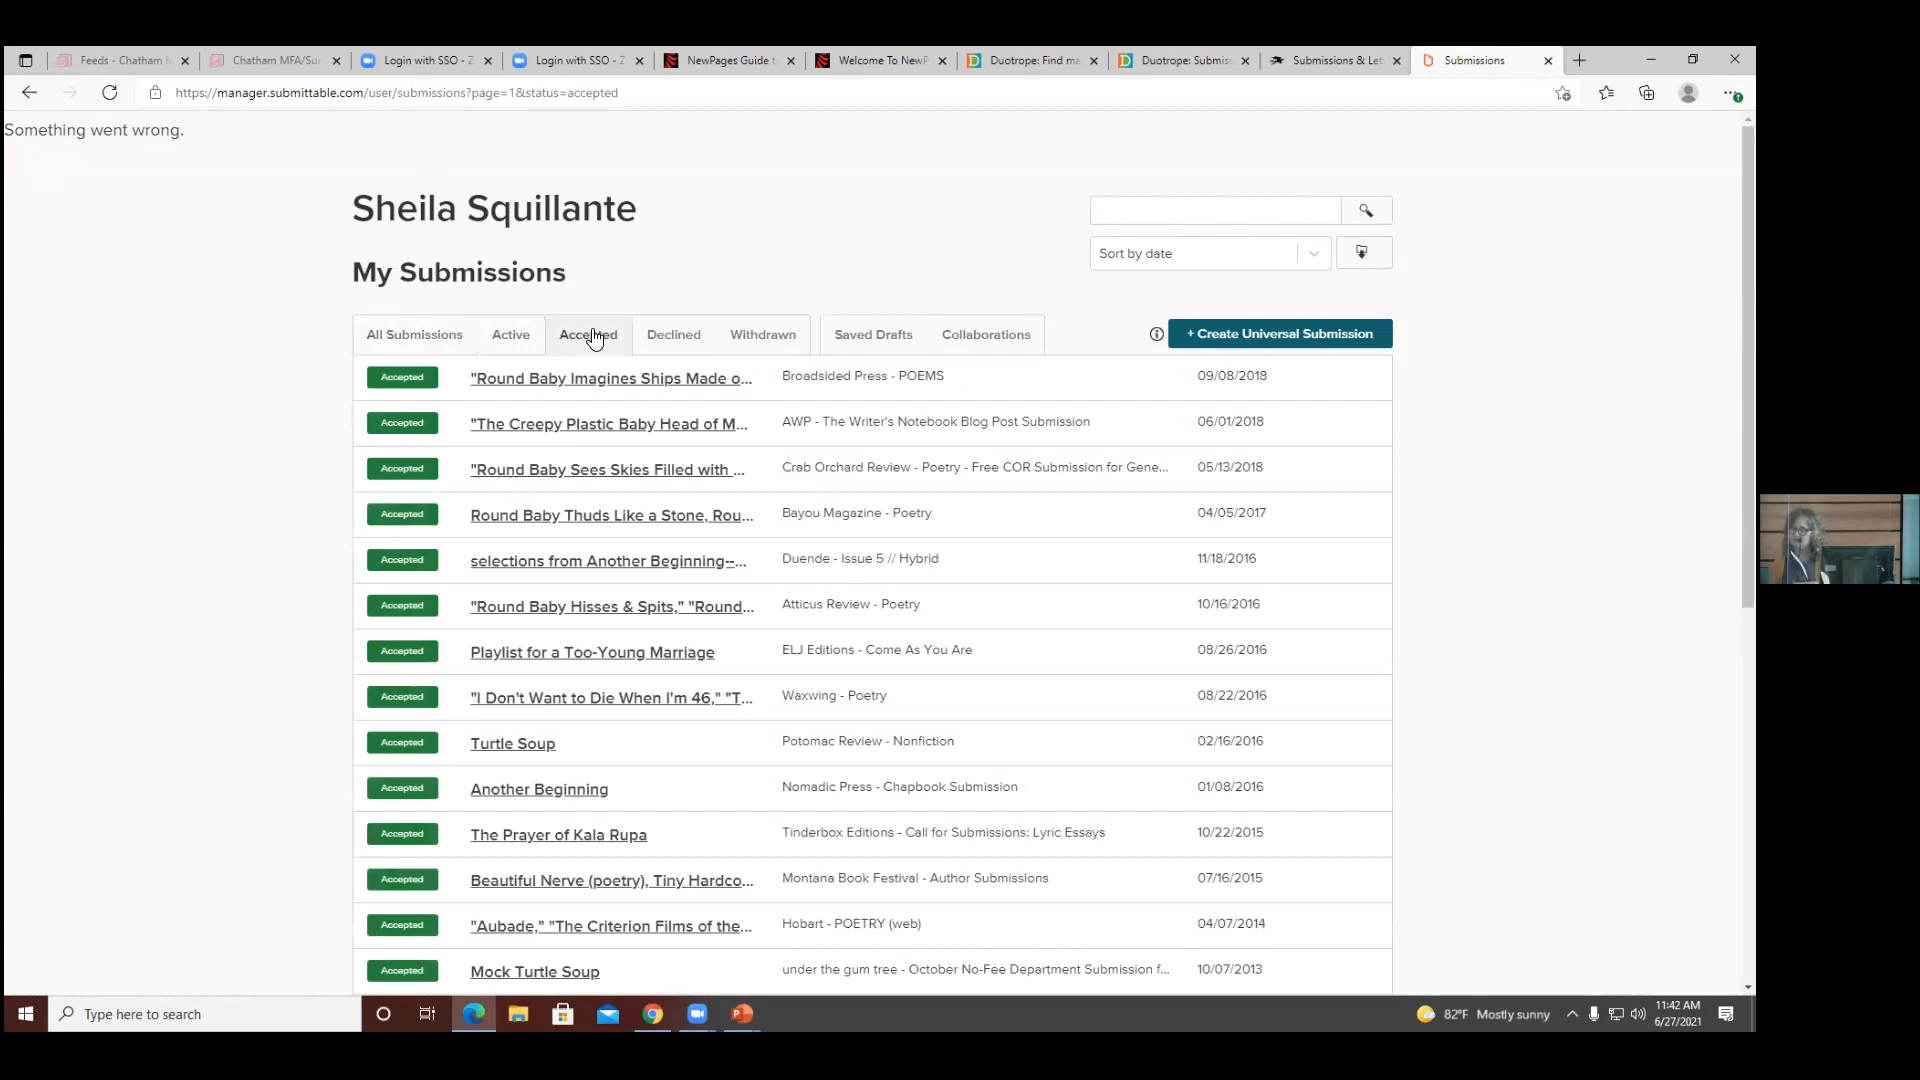 Feeds - Chatham
Chatham MFA/Su
Login with SSO - Z
Login with SSO - Z
NewPages Guide t
Welcome To NewP
Duotrope: Find ma
Duotrope: Submis
Submissions & Let
Submissions
https://manager.submittable.com/user/submissions?page=1&status=accepted
Something went wrong.
Sheila Squillante
My Submissions
Sort by date
All Submissions
Active
Accepted
Declined
Withdrawn
Saved Drafts
Collaborations
+ Create Universal Submission
Accepted "Round Baby Imagines Ships Made o... Broadsided Press - POEMS 09/08/2018
Accepted "The Creepy Plastic Baby Head of M... AWP - The Writer's Notebook Blog Post Submission 06/01/2018
Accepted "Round Baby Sees Skies Filled with ... Crab Orchard Review - Poetry - Free COR Submission for Gene... 05/13/2018
Accepted Round Baby Thuds Like a Stone, Rou... Bayou Magazine - Poetry 04/05/2017
Accepted selections from Another Beginning--... Duende - Issue 5 // Hybrid 11/18/2016
Accepted "Round Baby Hisses & Spits," "Round... Atticus Review - Poetry 10/16/2016
Accepted Playlist for a Too-Young Marriage ELJ Editions - Come As You Are 08/26/2016
Accepted "I Don't Want to Die When I'm 46," "T... Waxwing - Poetry 08/22/2016
Accepted Turtle Soup Potomac Review - Nonfiction 02/16/2016
Accepted Another Beginning Nomadic Press - Chapbook Submission 01/08/2016
Accepted The Prayer of Kala Rupa Tinderbox Editions - Call for Submissions: Lyric Essays 10/22/2015
Accepted Beautiful Nerve (poetry), Tiny Hardco... Montana Book Festival - Author Submissions 07/16/2015
Accepted "Aubade," "The Criterion Films of the... Hobart - POETRY (web) 04/07/2014
Accepted Mock Turtle Soup under the gum tree - October No-Fee Department Submission f... 10/07/2013
Type here to search
82°F Mostly sunny
11:42 AM
6/27/2021